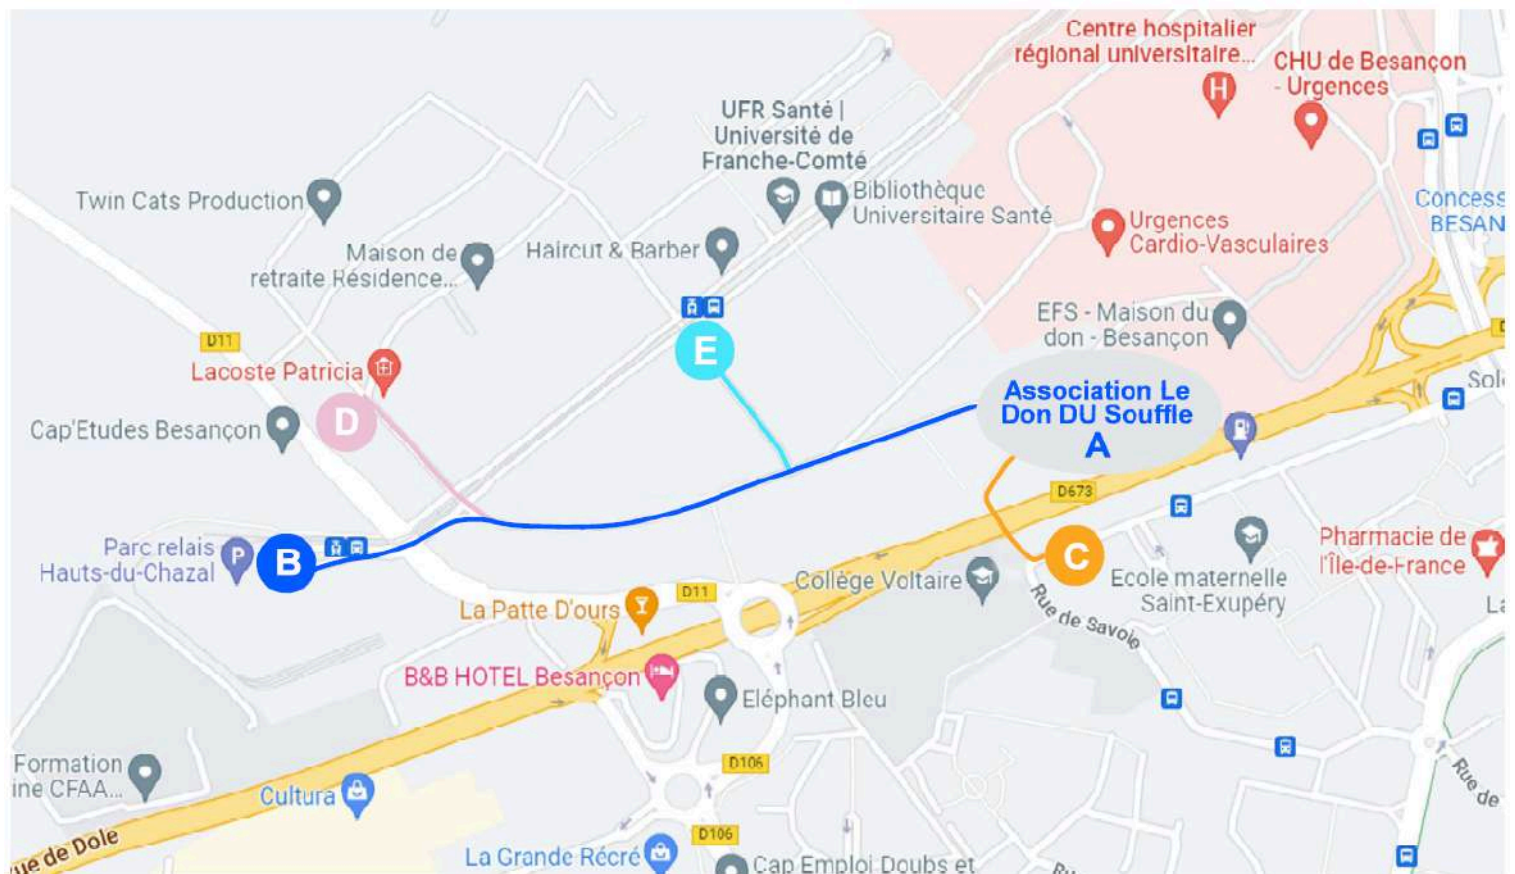 Centre hospitalier
régional universitaire...
CHU de Besançon
- Urgences
UFR Santé |
Université de
Franche-Comté
Bibliothèque
Universitaire Santé
Twin Cats Production
Maison de
retraite Résidence...
Haircut & Barber
Urgences
Cardio-Vasculaires
Concess
BESAN
EFS - Maison du
don - Besançon
D11
Lacoste Patricia
E
Association Le
Don DU Souffle
A
Sol
D
Cap'Etudes Besançon
D673
Parc relais
Hauts-du-Chazal
P
B
C
Collège Voltaire
Ecole maternelle
Saint-Exupéry
Pharmacie de
l'Île-de-France
La Patte D'ours
D11
Rue de Savoie
B&B HOTEL Besançon
Eléphant Bleu
Formation
ine CFAA...
Cultura
D106
Rue de
ue de Dole
D106
La Grande Récré
Cap Emploi Doubs et
H